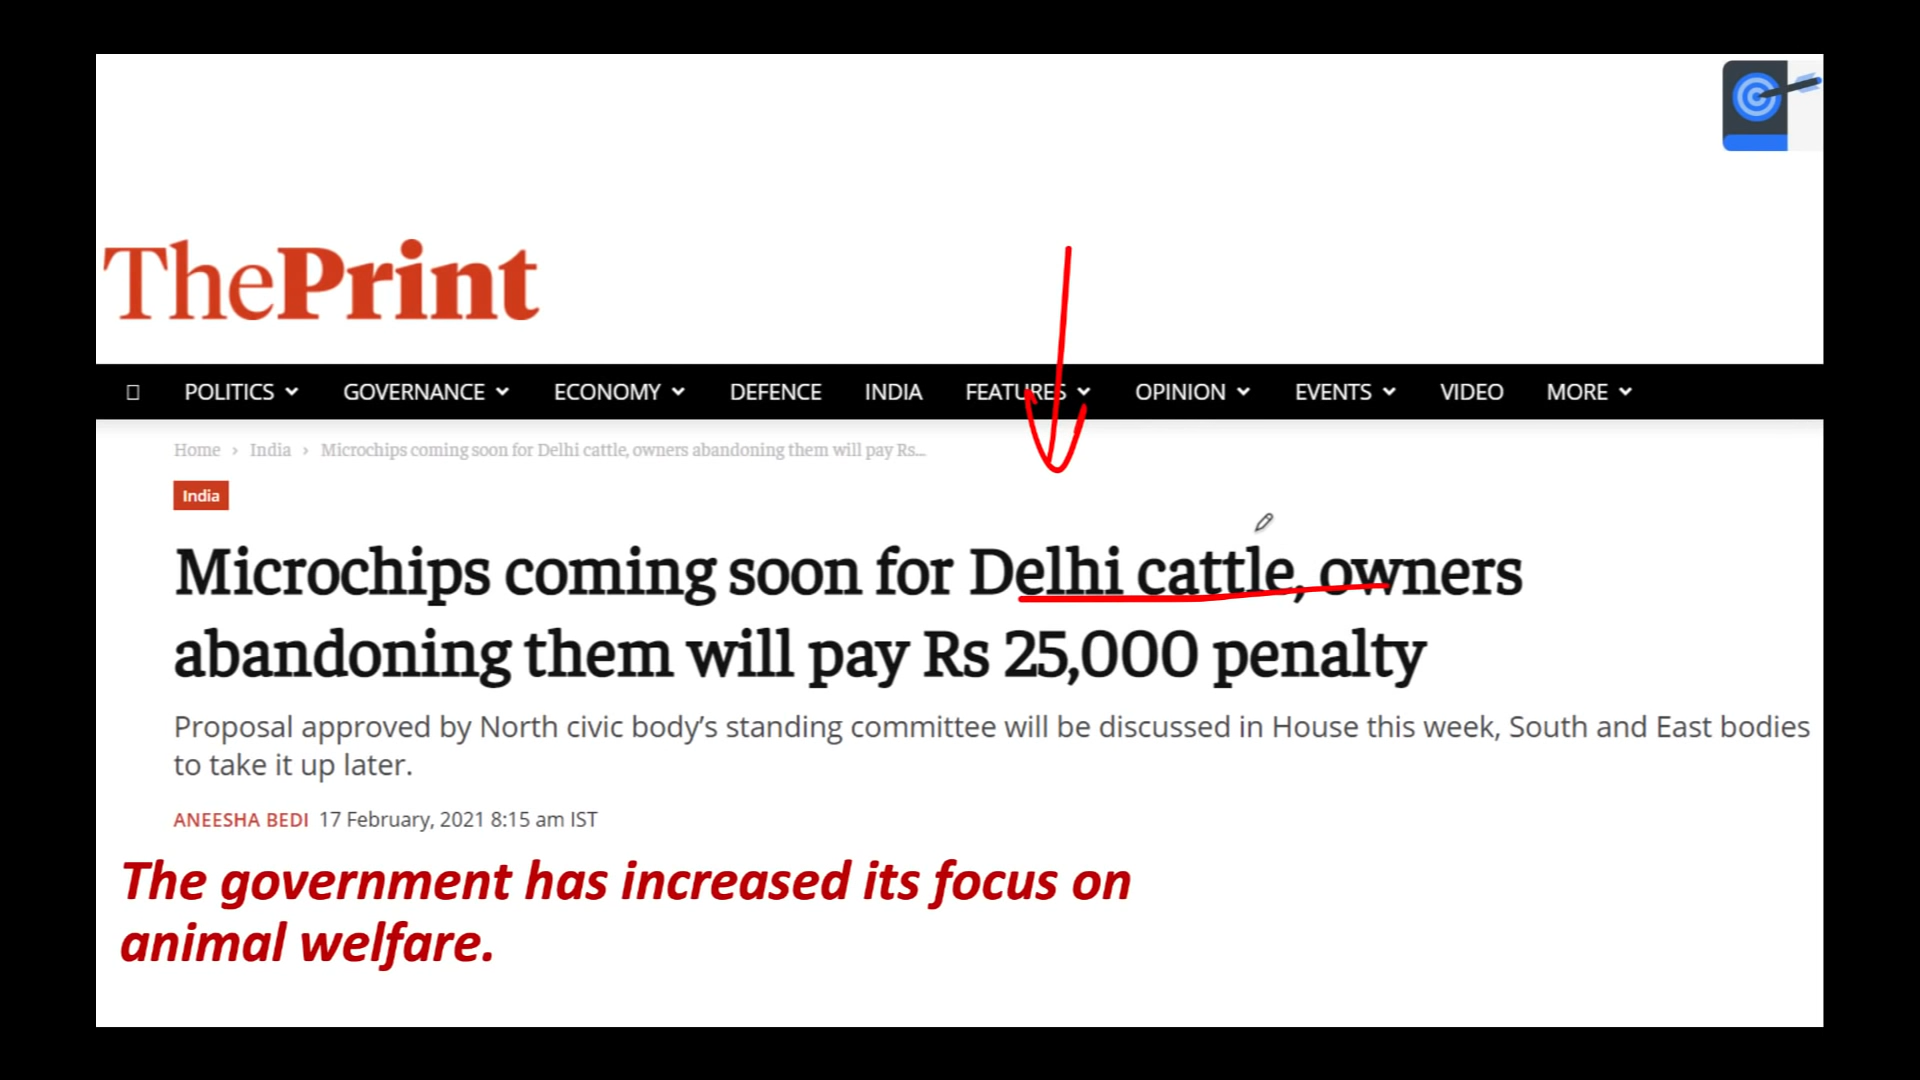 ThePrint
POLITICS GOVERNANCE ECONOMY DEFENCE INDIA FEATURES OPINION EVENTS VIDEO MORE
Home › India › Microchips coming soon for Delhi cattle, owners abandoning them will pay Rs...
India
Microchips coming soon for Delhi cattle, owners
abandoning them will pay Rs 25,000 penalty
Proposal approved by North civic body's standing committee will be discussed in House this week, South and East bodies
to take it up later.
ANEESHA BEDI 17 February, 2021 8:15 am IST
The government has increased its focus on
animal welfare.